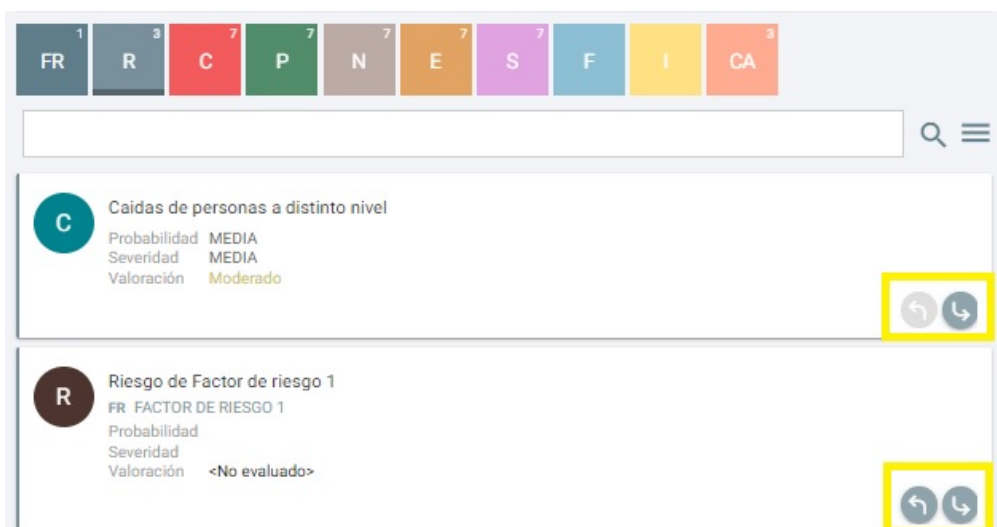 FR 1 R 3 C 7 P 7 N 7 E 7 S 7 F I CA 3
C Caidas de personas a distinto nivel
Probabilidad MEDIA
Severidad MEDIA
Valoración Moderado
R Riesgo de Factor de riesgo 1
FR FACTOR DE RIESGO 1
Probabilidad
Severidad
Valoración <No evaluado>